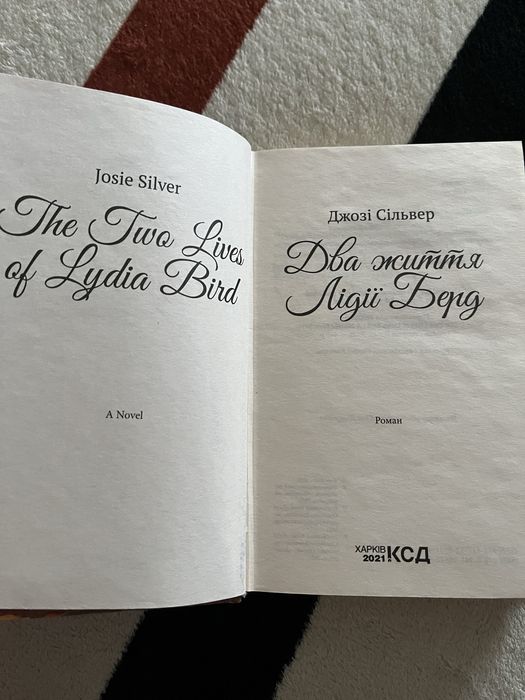 Josie Silver
The Two Lives
of Lydia Bird
A Novel
Джозі Сільвер
Два життя
Лідії Берд
Роман
ХАРКІВ
2021
КСД